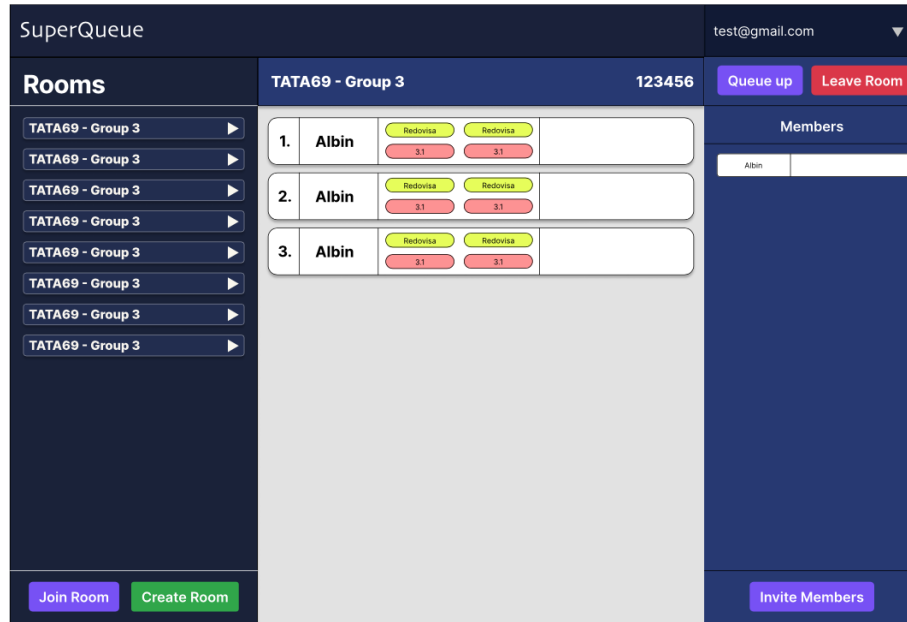 SuperQueue
test@gmail.com
Rooms
TATA69 - Group 3
TATA69 - Group 3
TATA69 - Group 3
TATA69 - Group 3
TATA69 - Group 3
TATA69 - Group 3
TATA69 - Group 3
TATA69 - Group 3
Join Room Create Room
TATA69 - Group 3 123456
1. Albin Redovisa Redovisa
3.1 3.1
2. Albin Redovisa Redovisa
3.1 3.1
3. Albin Redovisa Redovisa
3.1 3.1
Queue up Leave Room
Members
Albin
Invite Members